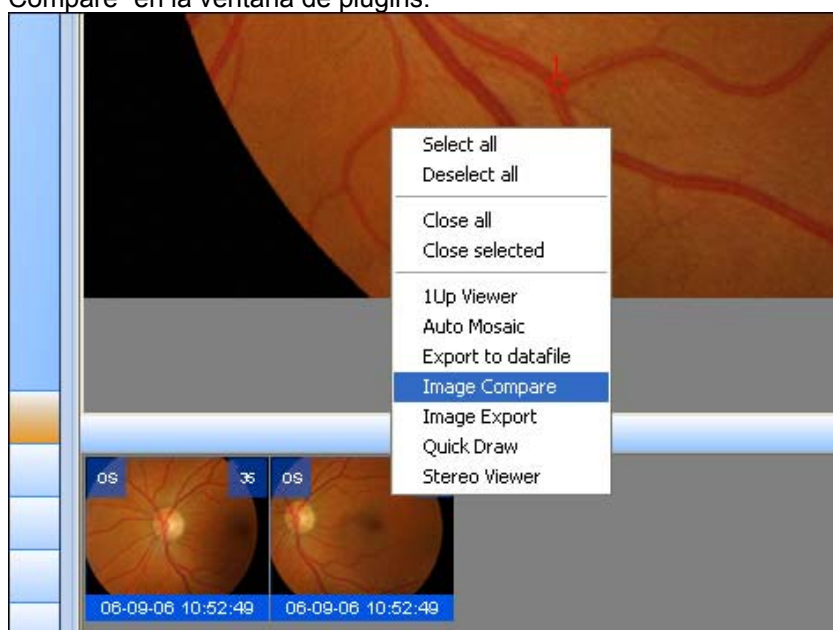 Compare” en la ventana de plugins.
1
Select all
Deselect all
Close all
Close selected
1Up Viewer
Auto Mosaic
Export to datafile
Image Compare
Image Export
Quick Draw
Stereo Viewer
OS 35 OS
06-09-06 10:52:49 06-09-06 10:52:49